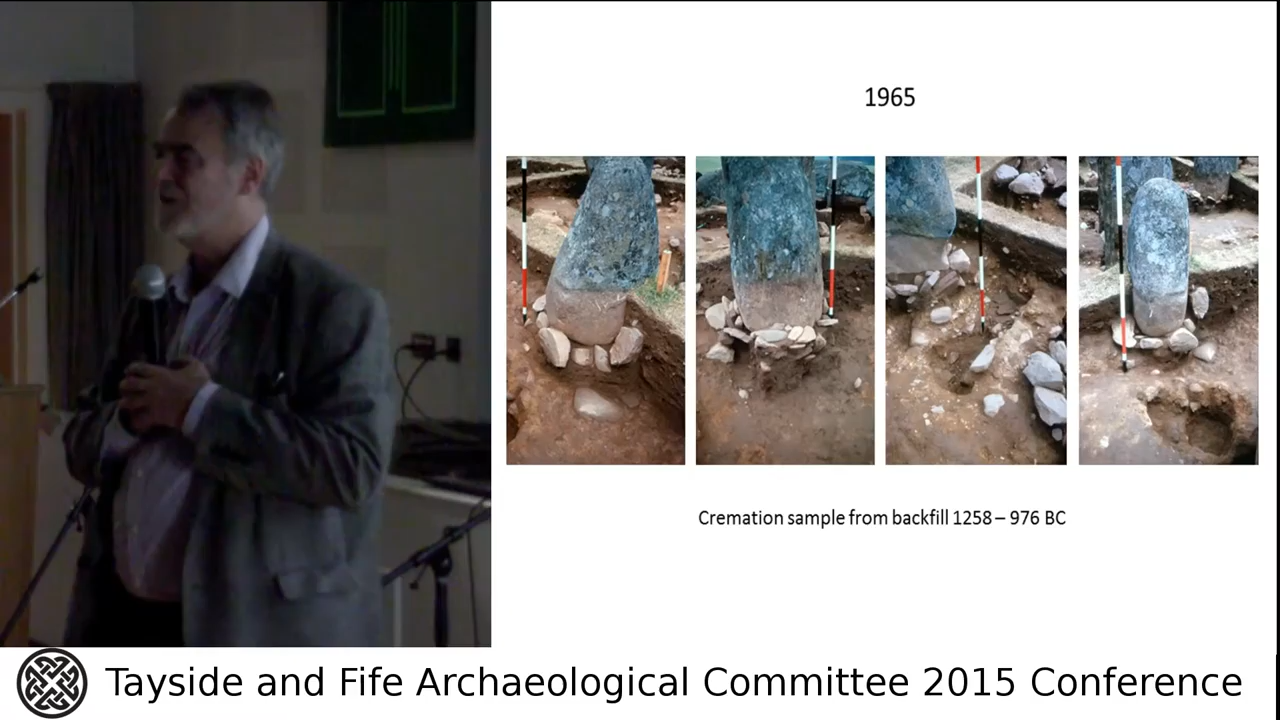 1965
Cremation sample from backfill 1258 – 976 BC
Tayside and Fife Archaeological Committee 2015 Conference